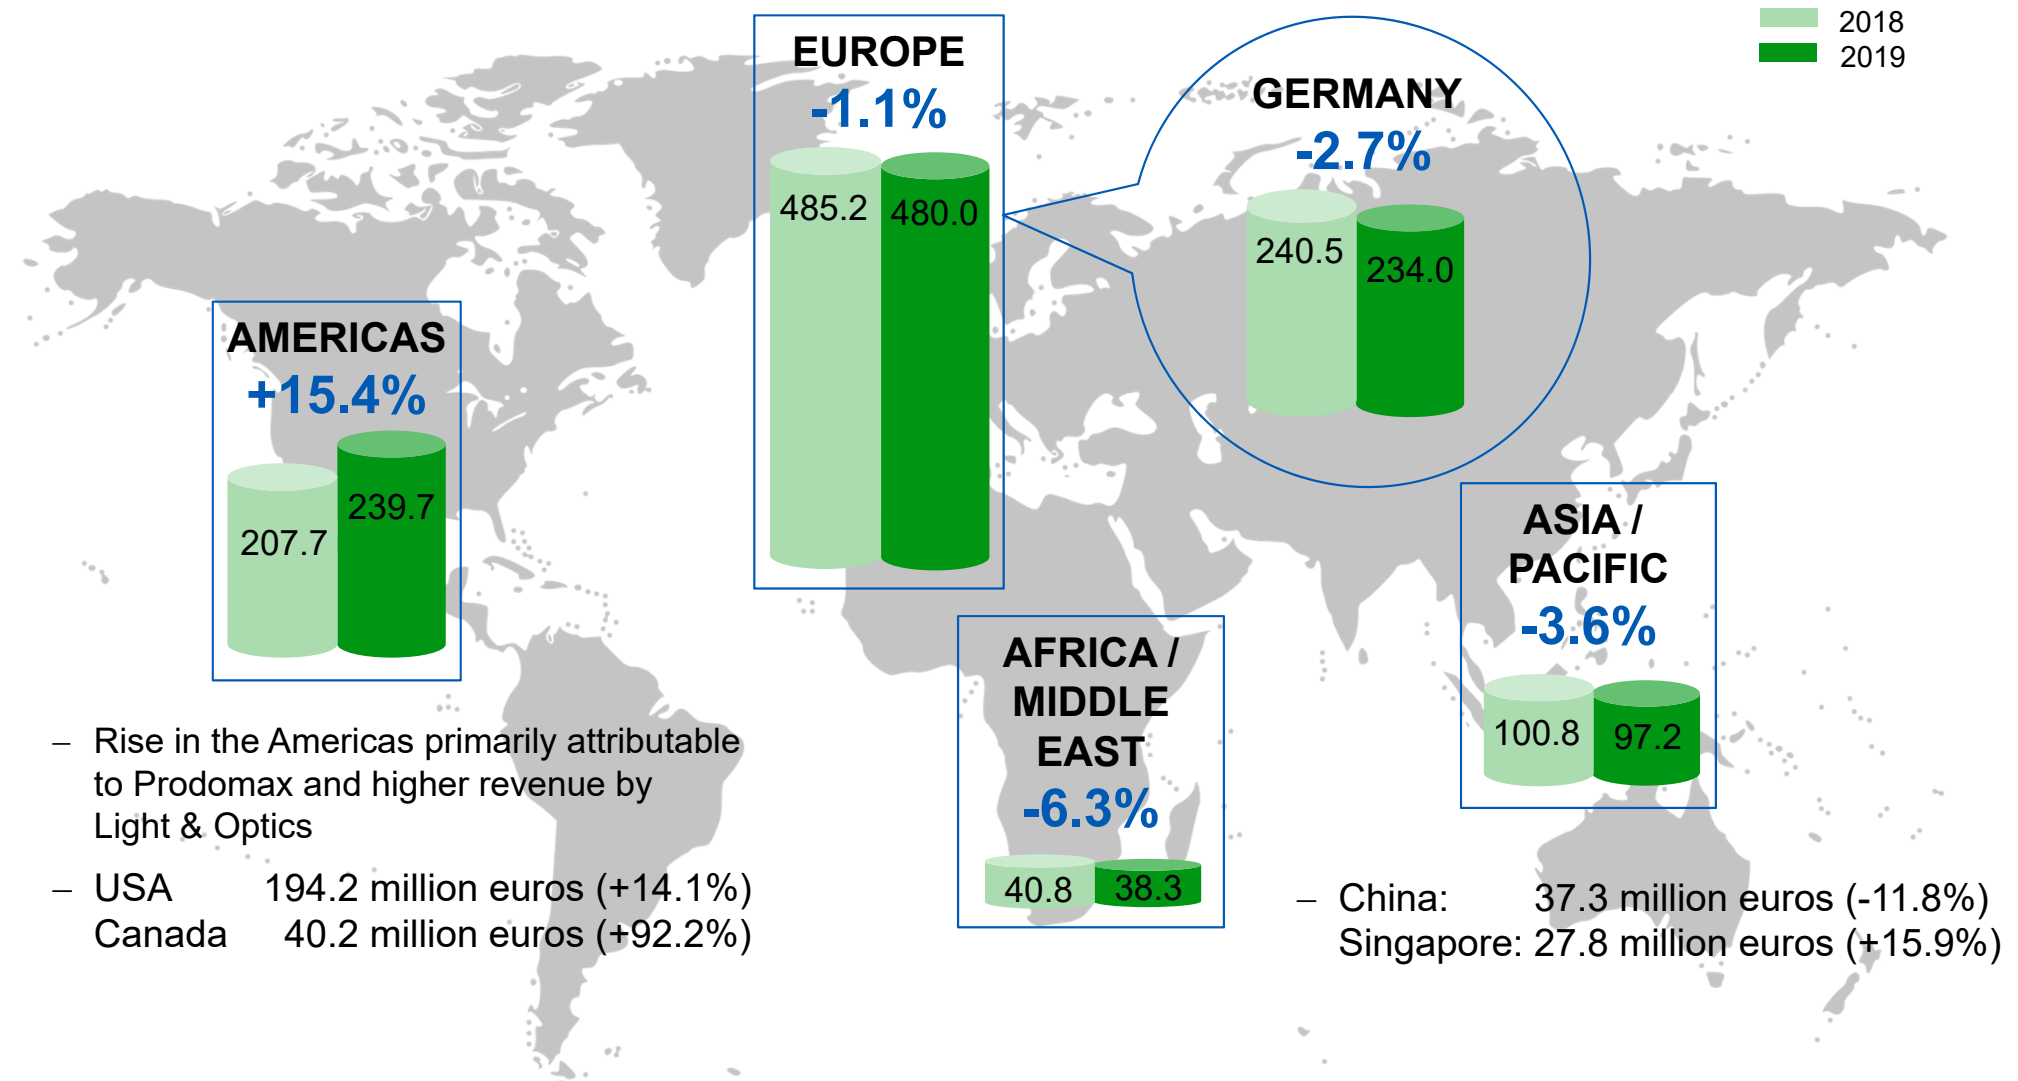 2018
2019
EUROPE
-1.1%
485.2 480.0
GERMANY
-2.7%
240.5 234.0
AMERICAS
+15.4%
207.7 239.7
ASIA /
PACIFIC
-3.6%
100.8 97.2
AFRICA /
MIDDLE
EAST
-6.3%
40.8 38.3
– Rise in the Americas primarily attributable
to Prodomax and higher revenue by
Light & Optics
– USA 194.2 million euros (+14.1%)
Canada 40.2 million euros (+92.2%)
– China: 37.3 million euros (-11.8%)
Singapore: 27.8 million euros (+15.9%)